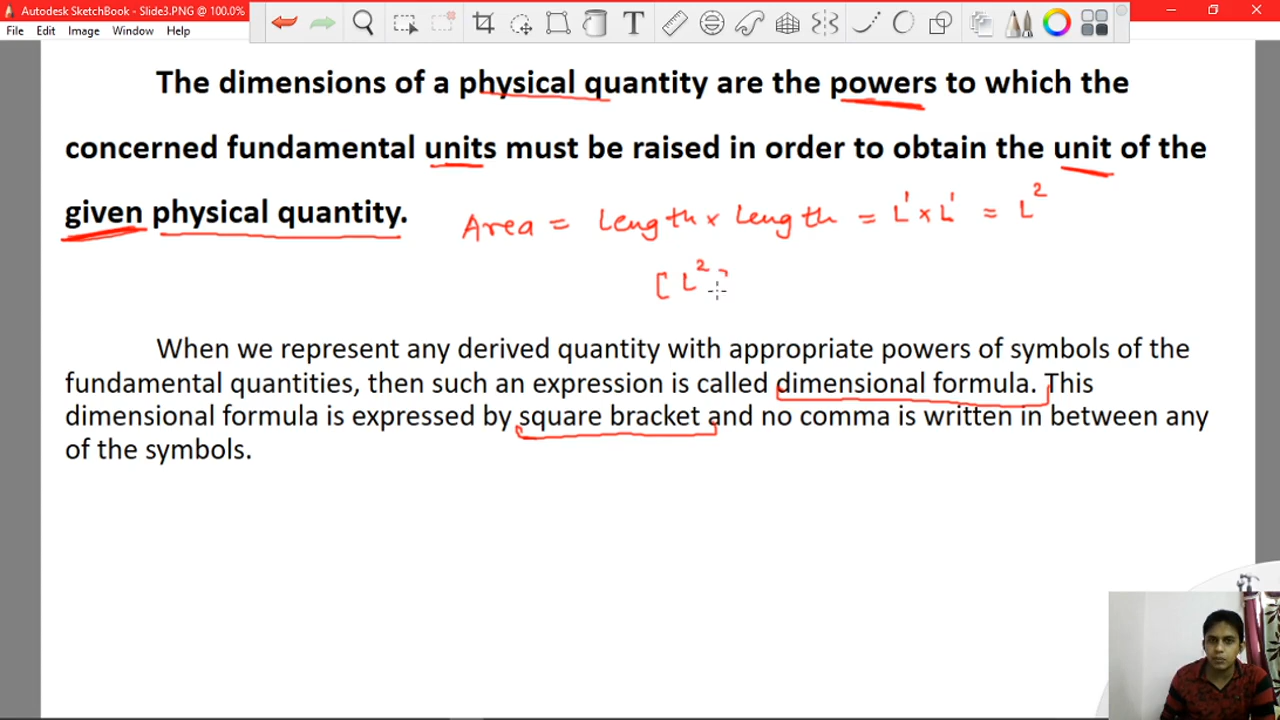 Autodesk SketchBook - Slide3.PNG @ 100.0%
File Edit Image Window Help
The dimensions of a physical quantity are the powers to which the
concerned fundamental units must be raised in order to obtain the unit of the
given physical quantity.
Area = Length x Length = L¹ x L¹ = L²
[L²]
When we represent any derived quantity with appropriate powers of symbols of the
fundamental quantities, then such an expression is called dimensional formula. This
dimensional formula is expressed by square bracket and no comma is written in between any
of the symbols.